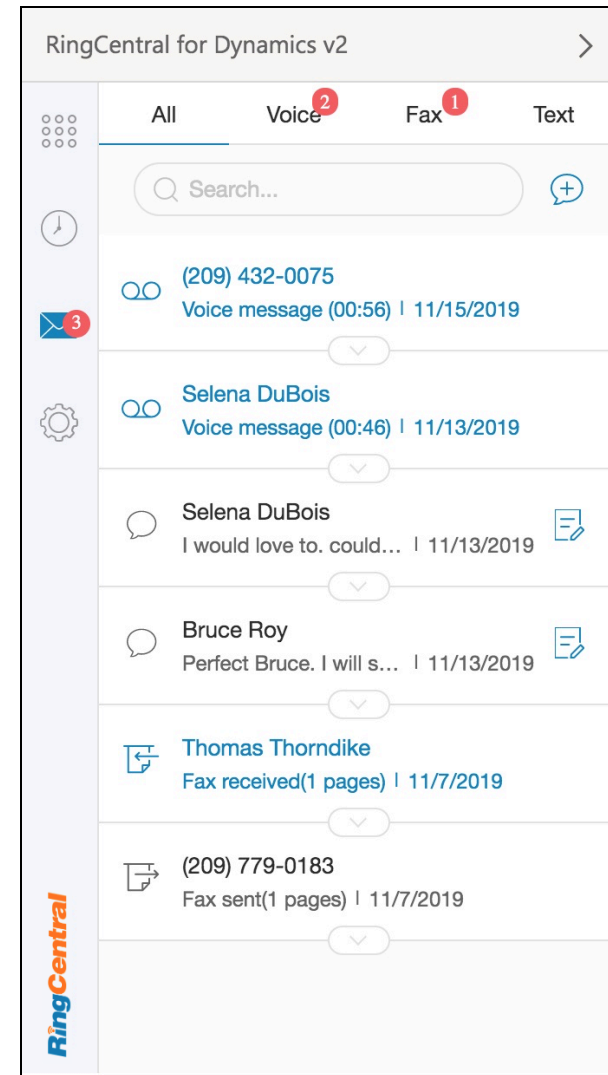 RingCentral for Dynamics v2
All Voice 2 Fax 1 Text
Search...
(209) 432-0075
Voice message (00:56) | 11/15/2019
3
Selena DuBois
Voice message (00:46) | 11/13/2019
Selena DuBois
I would love to. could... | 11/13/2019
Bruce Roy
Perfect Bruce. I will s... | 11/13/2019
Thomas Thorndike
Fax received(1 pages) | 11/7/2019
(209) 779-0183
Fax sent(1 pages) | 11/7/2019
RingCentral